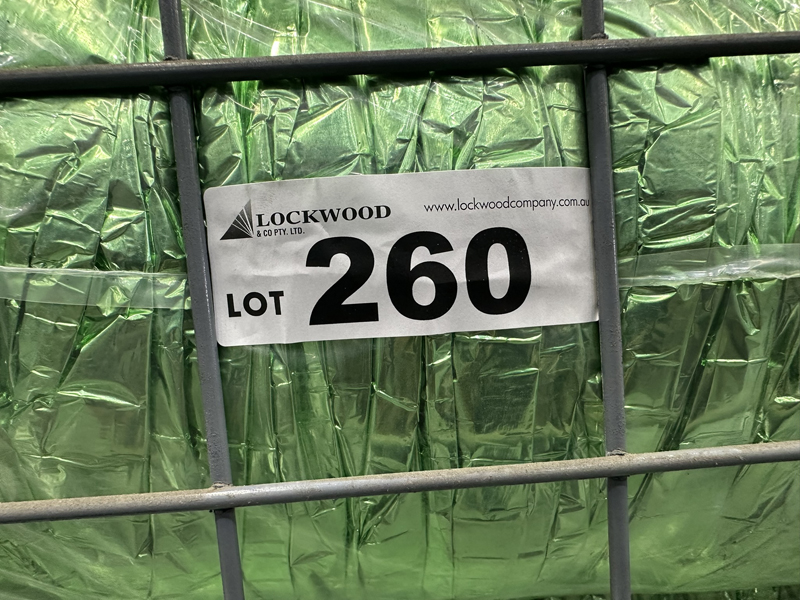 LOCKWOOD
& CO PTY. LTD.
www.lockwoodcompany.com.au
LOT 260